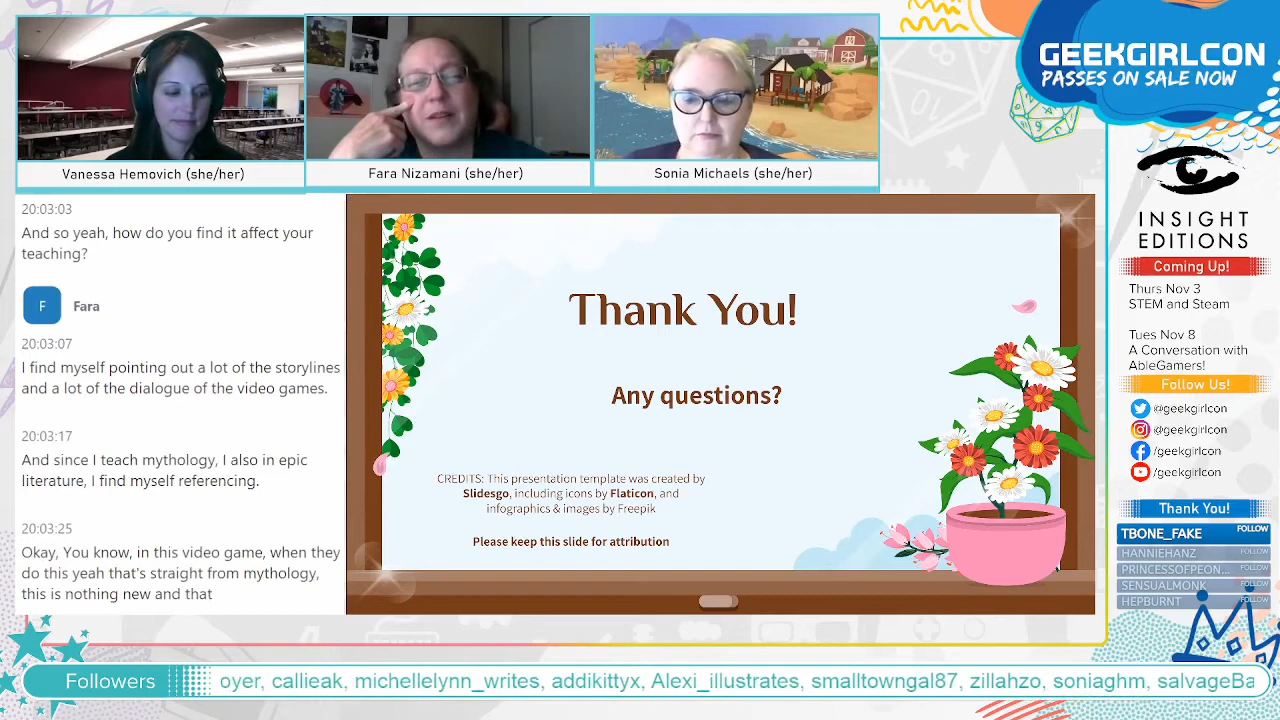 Vanessa Hemovich (she/her)
Fara Nizamani (she/her)
Sonia Michaels (she/her)
GEEKGIRLCON
PASSES ON SALE NOW
20:03:03
And so yeah, how do you find it affect your
teaching?
F Fara
20:03:07
I find myself pointing out a lot of the storylines
and a lot of the dialogue of the video games.
20:03:17
And since I teach mythology, I also in epic
literature, I find myself referencing.
20:03:25
Okay, You know, in this video game, when they
do this yeah that's straight from mythology,
this is nothing new and that
Thank You!
Any questions?
CREDITS: This presentation template was created by
Slidesgo, including icons by Flaticon, and
infographics & images by Freepik
Please keep this slide for attribution
INSIGHT
EDITIONS
Coming Up!
Thurs Nov 3
STEM and Steam
Tues Nov 8
A Conversation with
AbleGamers!
Follow Us!
@geekgirlcon
@geekgirlcon
/geekgirlcon
/geekgirlcon
Thank You!
TBONE_FAKE FOLLOW
HANNIEHANZ FOLLOW
PRINCESSOFPEON... FOLLOW
SENSUALMONK FOLLOW
HEPBURNT FOLLOW
Followers
oyer, callieak, michellelynn_writes, addikittyx, Alexi_illustrates, smalltowngal87, zillahzo, soniaghm, salvageBa